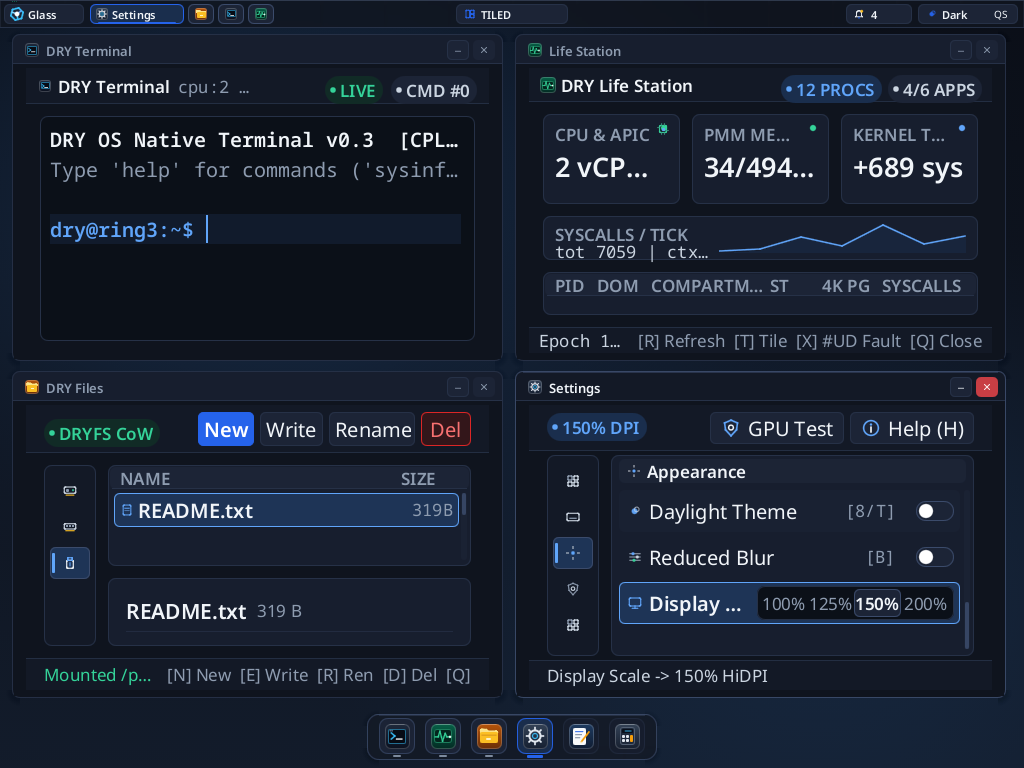 Glass Settings TILED 4 Dark QS
DRY Terminal
DRY Terminal cpu:2 …
LIVE CMD #0
DRY OS Native Terminal v0.3 [CPL…
Type 'help' for commands ('sysinf…
dry@ring3:~$
Life Station
DRY Life Station
12 PROCS 4/6 APPS
CPU & APIC PMM ME… KERNEL T…
2 vCP… 34/494… +689 sys
SYSCALLS / TICK
tot 7059 | ctx…
PID DOM COMPARTM… ST 4K PG SYSCALLS
Epoch 1… [R] Refresh [T] Tile [X] #UD Fault [Q] Close
DRY Files
DRYFS CoW New Write Rename Del
NAME SIZE
README.txt 319B
README.txt 319 B
Mounted /p… [N] New [E] Write [R] Ren [D] Del [Q]
Settings
150% DPI GPU Test Help (H)
Appearance
Daylight Theme [8/T]
Reduced Blur [B]
Display … 100% 125% 150% 200%
Display Scale -> 150% HiDPI